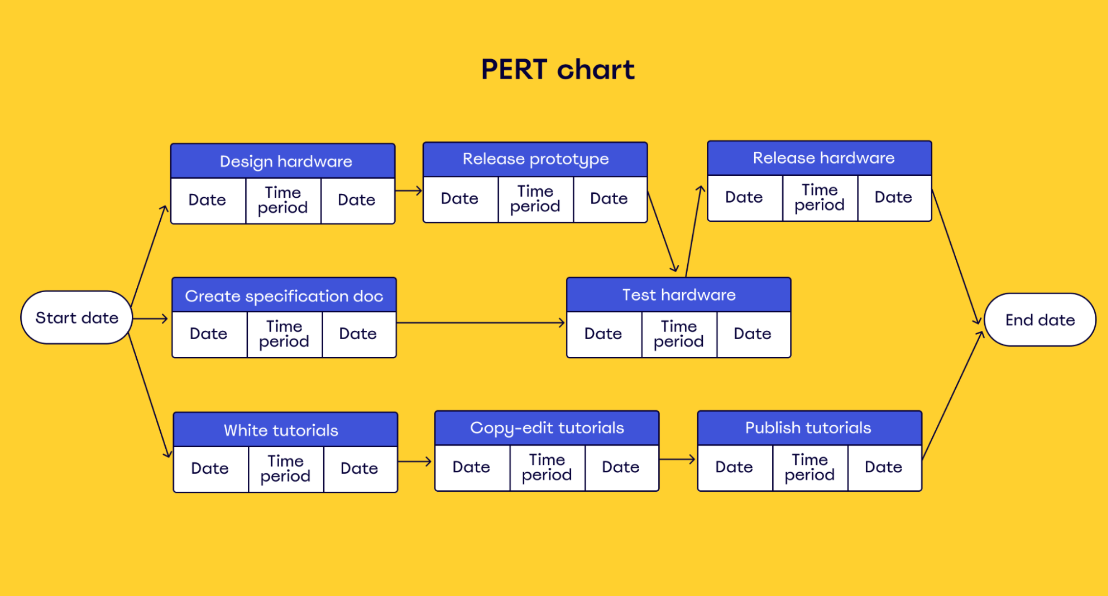 PERT chart
Design hardware
Date
Time
period
Date
Release prototype
Date
Time
period
Date
Release hardware
Date
Time
period
Date
Start date
Create specification doc
Date
Time
period
Date
Test hardware
Date
Time
period
Date
End date
White tutorials
Date
Time
period
Date
Copy-edit tutorials
Date
Time
period
Date
Publish tutorials
Date
Time
period
Date